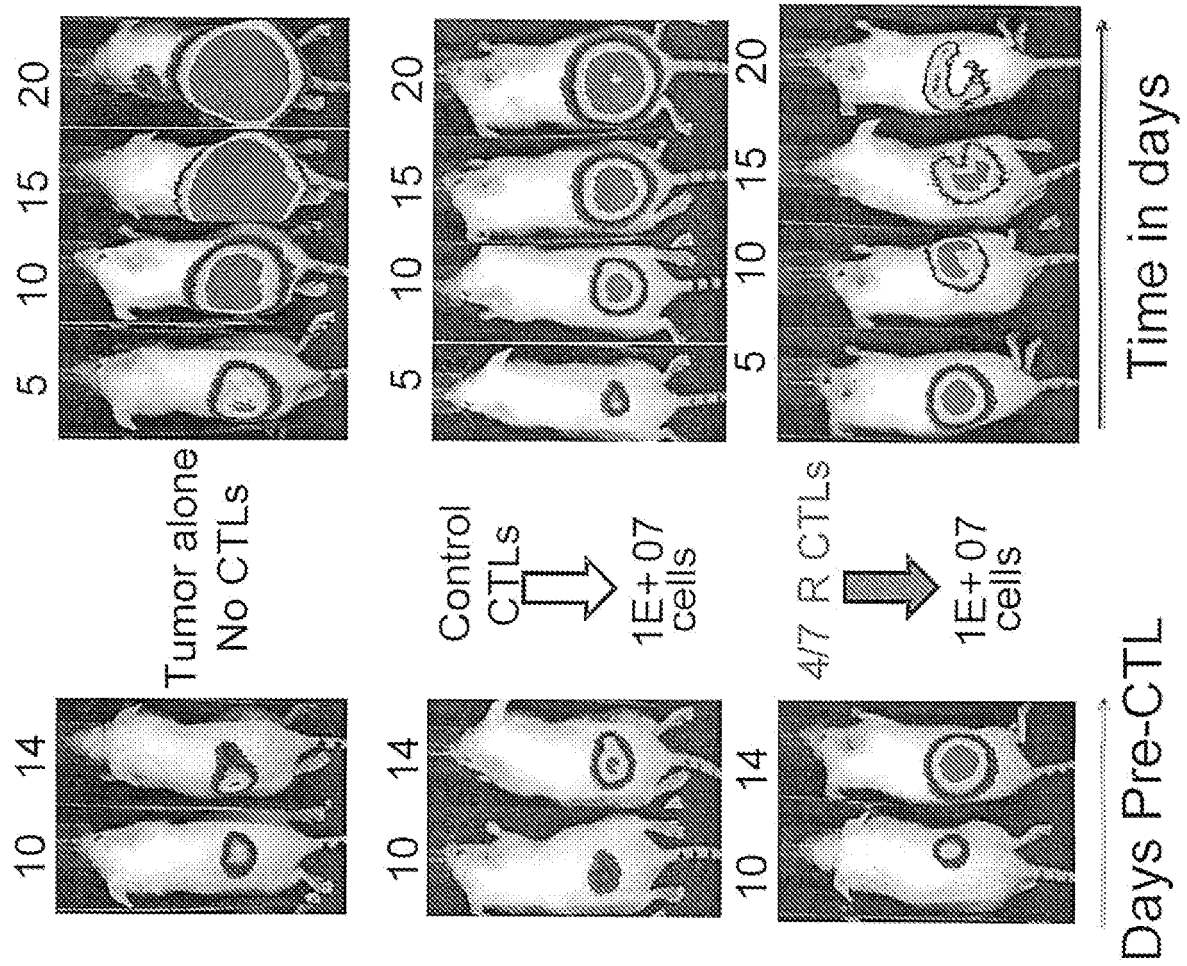 10 14 5 10 15 20
Tumor alone
No CTLs
10 14 5 10 15 20
Control
CTLs
1E+07
cells
10 14 5 10 15 20
4/7 R CTLs
1E+07
cells
Days Pre-CTL
Time in days